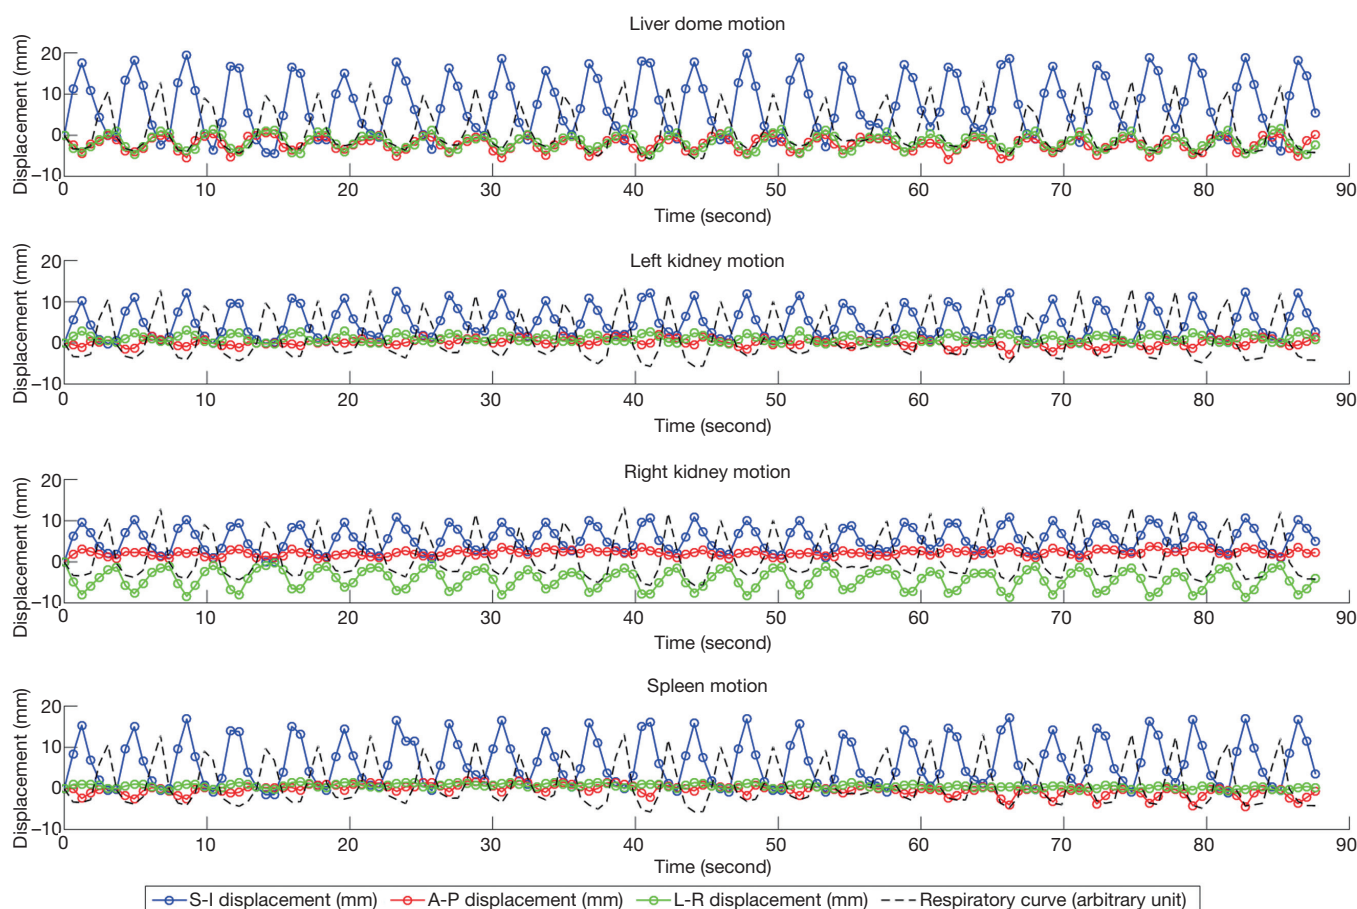 Liver dome motion
Displacement (mm)
20
10
0
−10
0 10 20 30 40 50 60 70 80 90
Time (second)
Left kidney motion
Displacement (mm)
20
10
0
−10
0 10 20 30 40 50 60 70 80 90
Time (second)
Right kidney motion
Displacement (mm)
20
10
0
−10
0 10 20 30 40 50 60 70 80 90
Time (second)
Spleen motion
Displacement (mm)
20
10
0
−10
0 10 20 30 40 50 60 70 80 90
Time (second)
S-I displacement (mm) A-P displacement (mm) L-R displacement (mm) Respiratory curve (arbitrary unit)